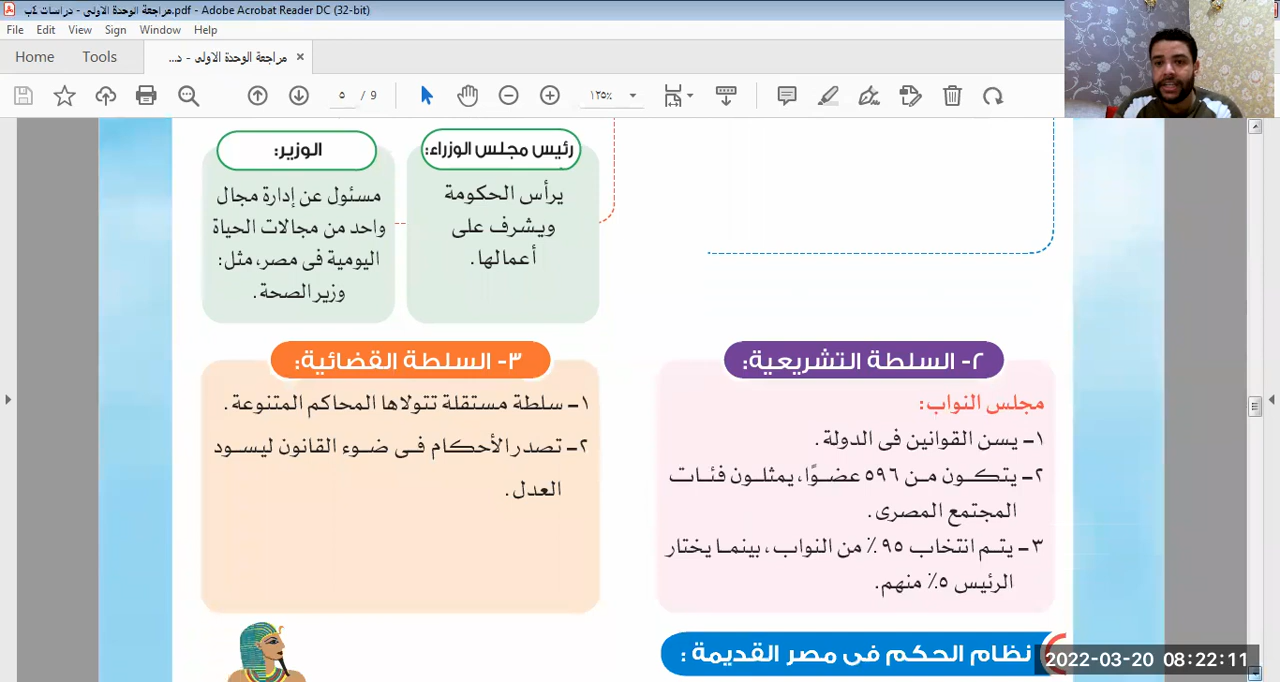 مراجعة الوحدة الاولى - دراسات ٤ب.pdf - Adobe Acrobat Reader DC (32-bit)
File Edit View Sign Window Help
Home Tools مراجعة الوحدة الاولى - د... ×
٥ / 9 ١٢٥%
رئيس مجلس الوزراء:
يرأس الحكومة
ويشرف على
أعمالها.
الوزير:
مسئول عن إدارة مجال
واحد من مجالات الحياة
اليومية فى مصر، مثل:
وزير الصحة.
٢- السلطة التشريعية:
مجلس النواب:
١- يسن القوانين فى الدولة.
٢- يتكون من ٥٩٦ عضوًا، يمثلون فئات
المجتمع المصرى.
٣- يتم انتخاب ٩٥٪ من النواب، بينما يختار
الرئيس ٥٪ منهم.
٣- السلطة القضائية:
١- سلطة مستقلة تتولاها المحاكم المتنوعة.
٢- تصدر الأحكام فى ضوء القانون ليسود
العدل.
نظام الحكم فى مصر القديمة :
2022-03-20 08:22:11